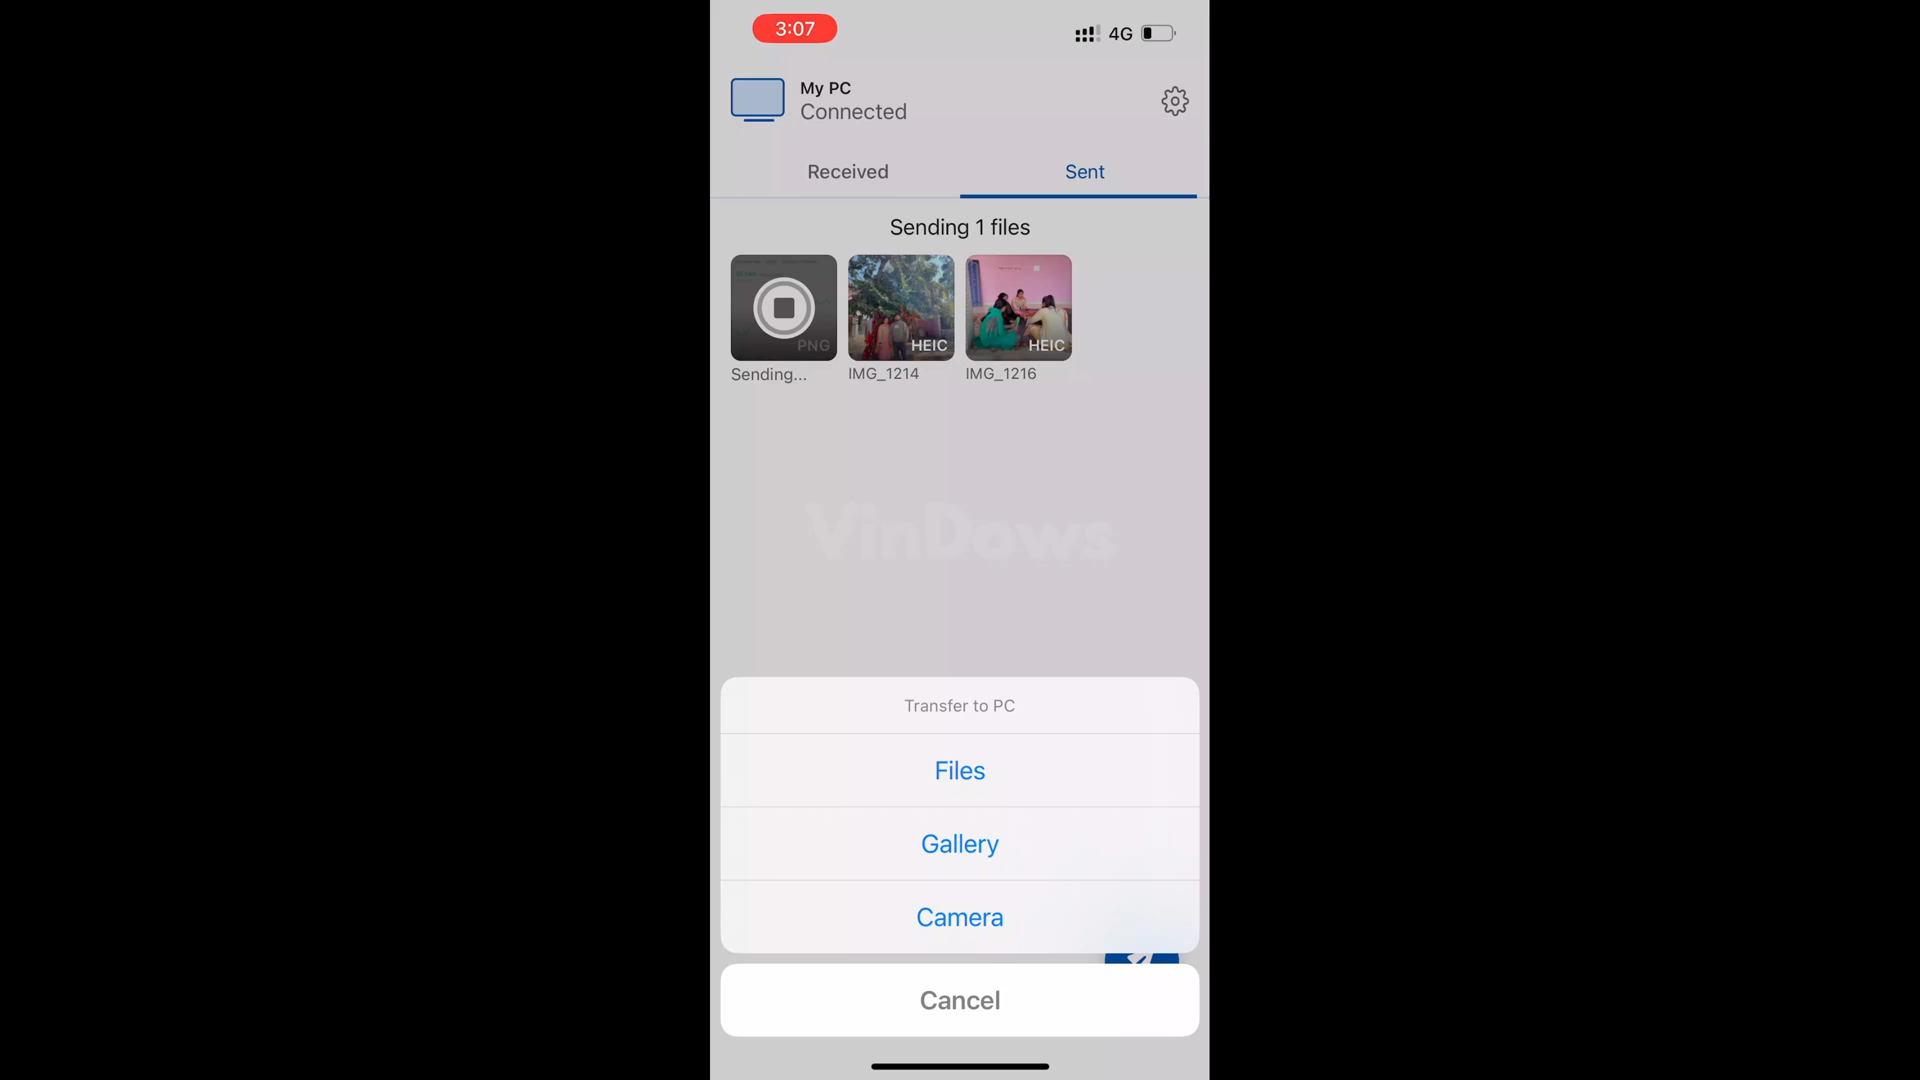 3:07
4G
My PC
Connected
Received
Sent
Sending 1 files
PNG
HEIC
HEIC
Sending...
IMG_1214
IMG_1216
VinDows
Transfer to PC
Files
Gallery
Camera
Cancel